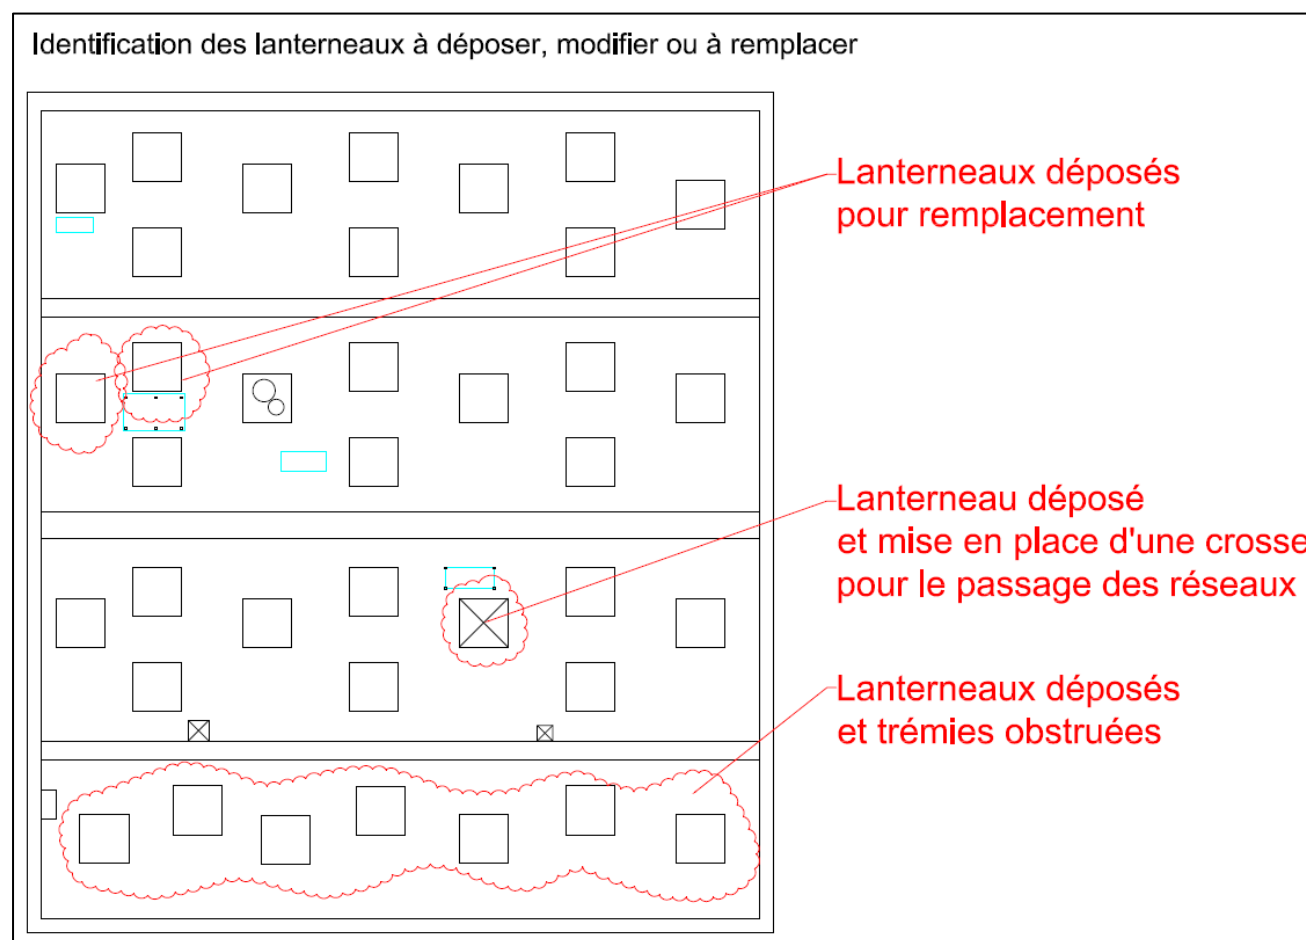 Identification des lanterneaux à déposer, modifier ou à remplacer
Lanterneaux déposés
pour remplacement
Lanterneau déposé
et mise en place d'une crosse
pour le passage des réseaux
Lanterneaux déposés
et trémies obstruées